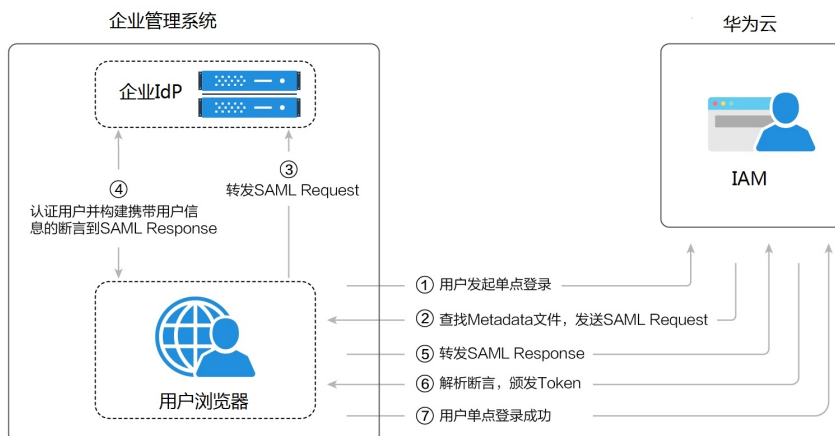 企业管理系统
华为云
企业IdP
IAM
③
转发SAML Request
④
认证用户并构建携带用户信
息的断言到SAML Response
① 用户发起单点登录
② 查找Metadata文件，发送SAML Request
⑤ 转发SAML Response
⑥ 解析断言，颁发Token
⑦ 用户单点登录成功
用户浏览器